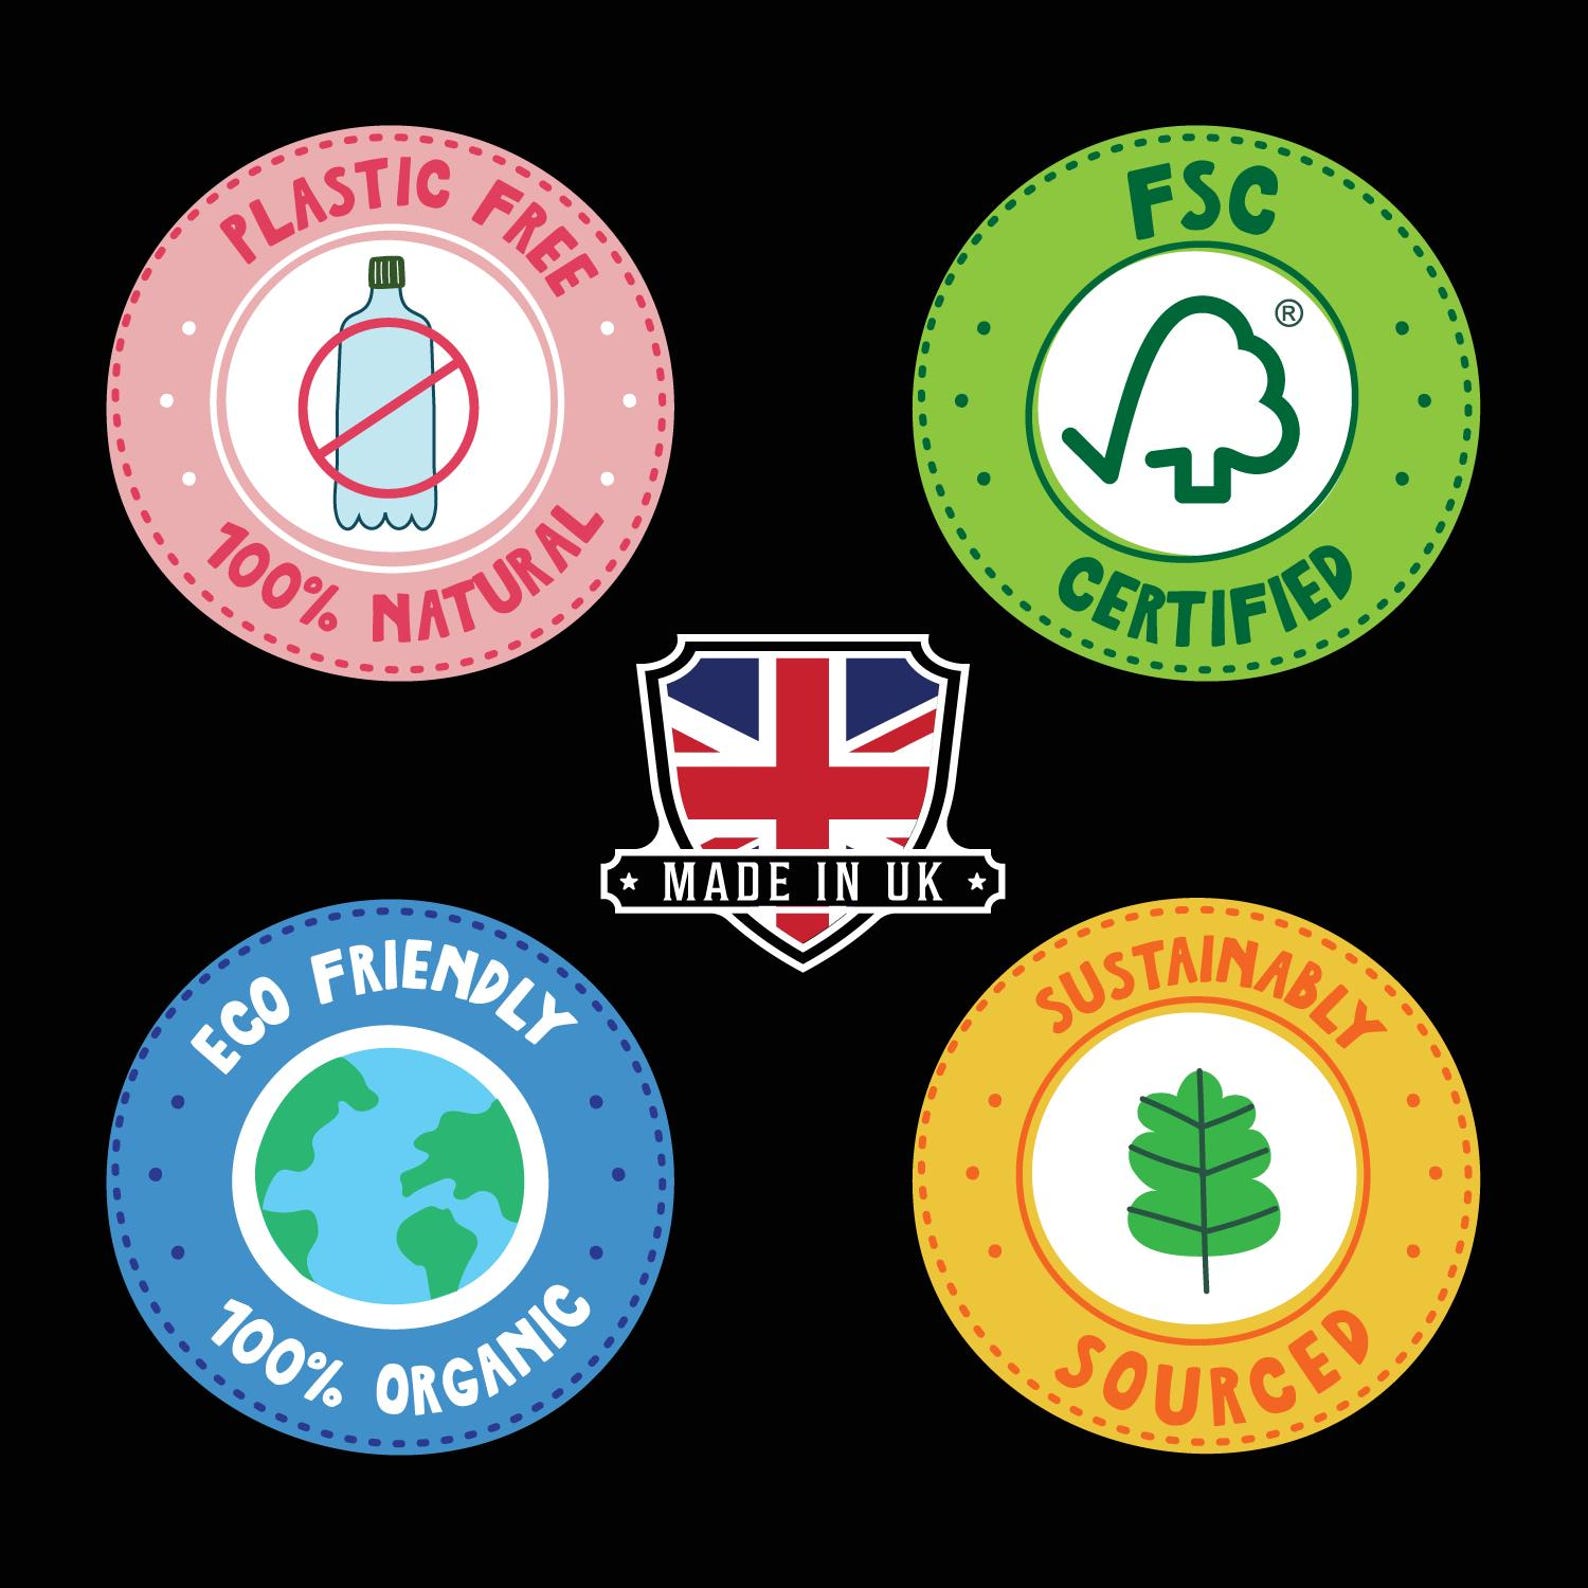 PLASTIC FREE
100% NATURAL
FSC
®
CERTIFIED
MADE IN UK
ECO FRIENDLY
100% ORGANIC
SUSTAINABLY
SOURCED